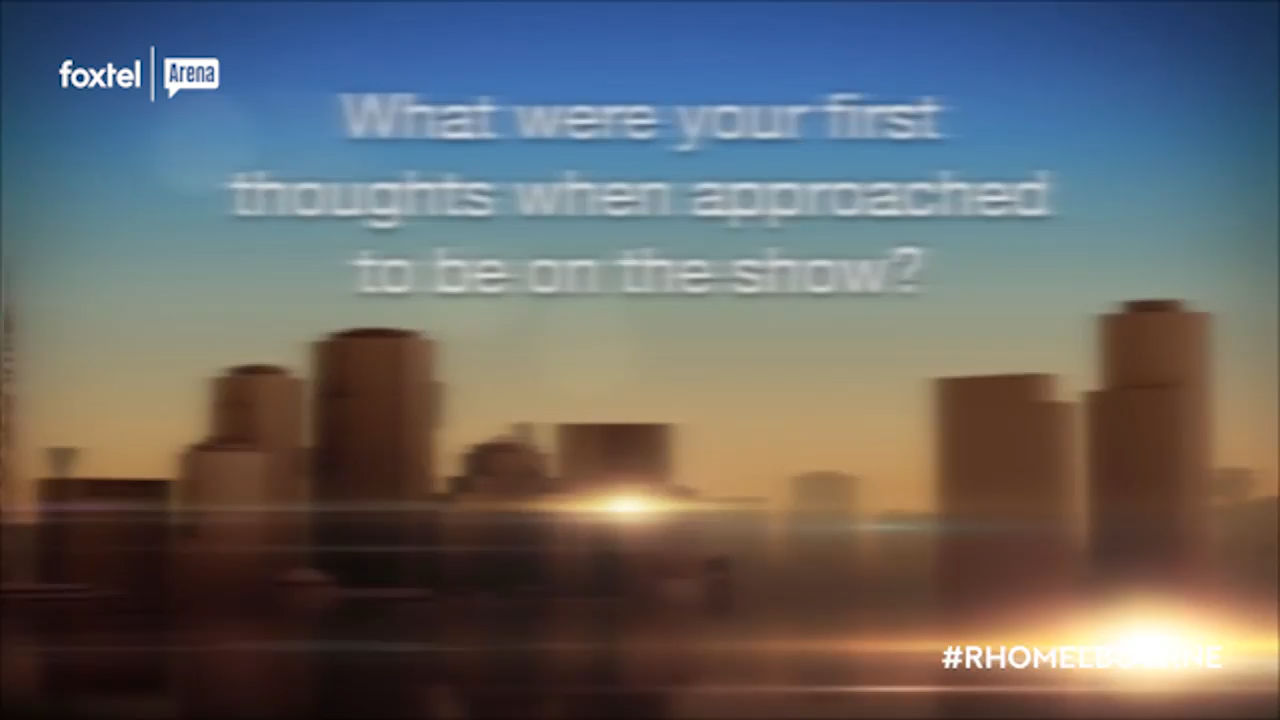 foxtel | Arena
What were your first
thoughts when approached
to be on the show?
#RHOMELBOURNE